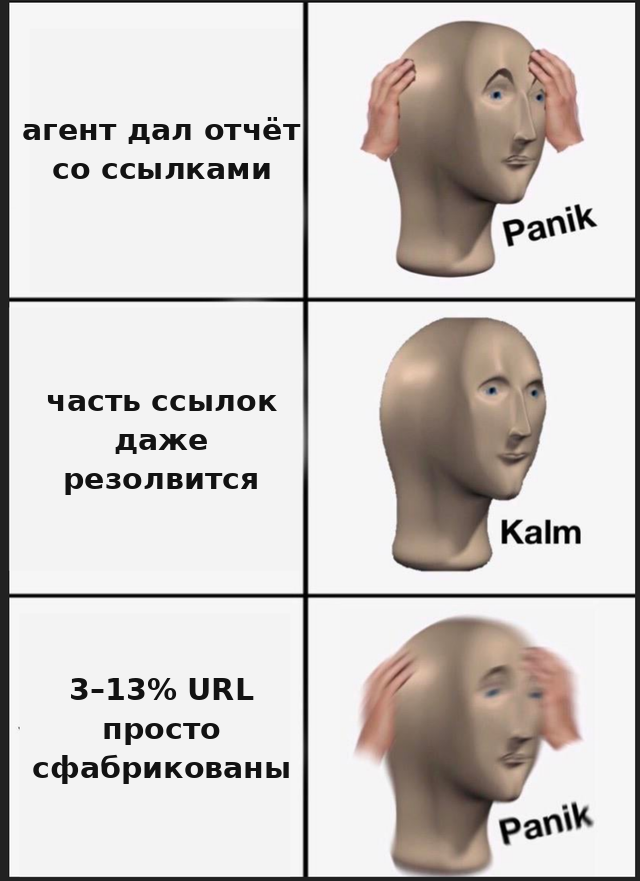 агент дал отчёт
со ссылками
Panik
часть ссылок
даже
резолвится
Kalm
3–13% URL
просто
сфабрикованы
Panik